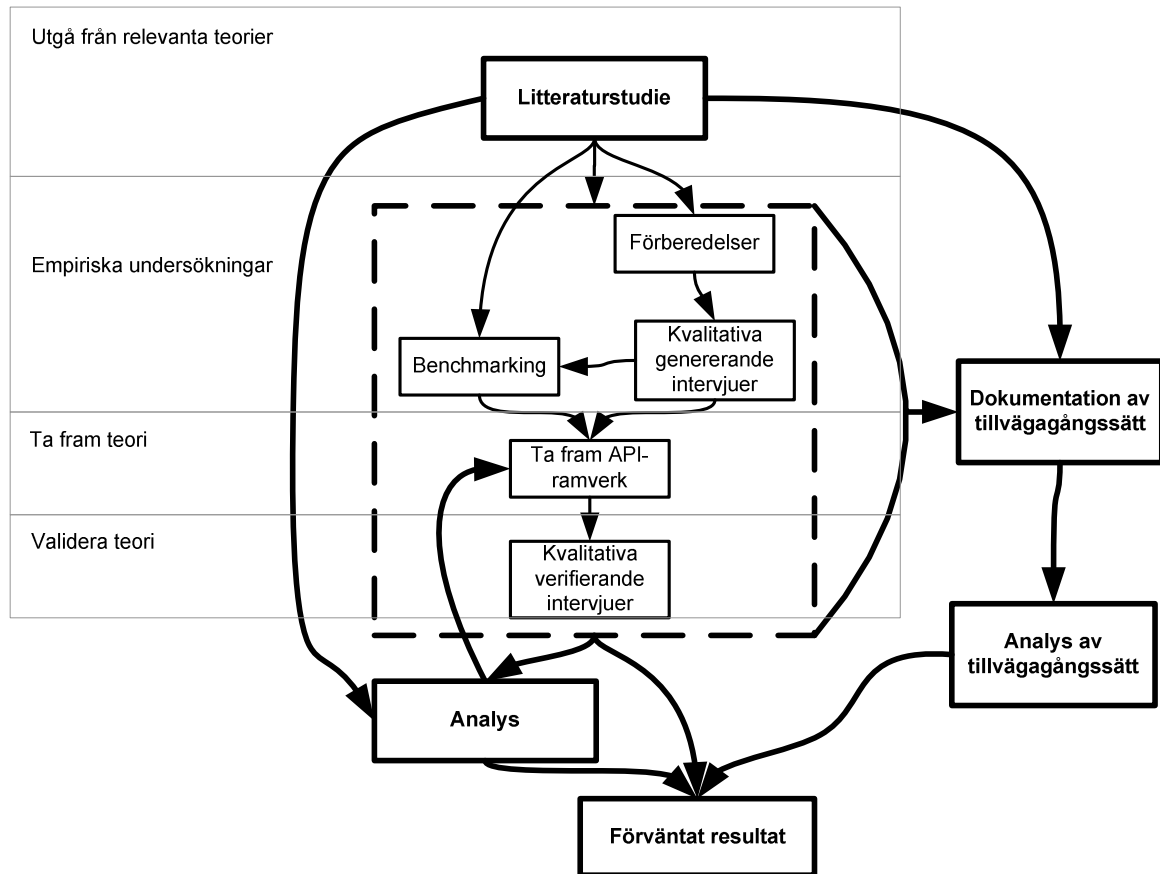 Utgå från relevanta teorier
Litteraturstudie
Förberedelser
Empiriska undersökningar
Kvalitativa
genererande
intervjuer
Benchmarking
Dokumentation av
tillvägagångssätt
Ta fram teori
Ta fram API-
ramverk
Validera teori
Kvalitativa
verifierande
intervjuer
Analys av
tillvägagångssätt
Analys
Förväntat resultat